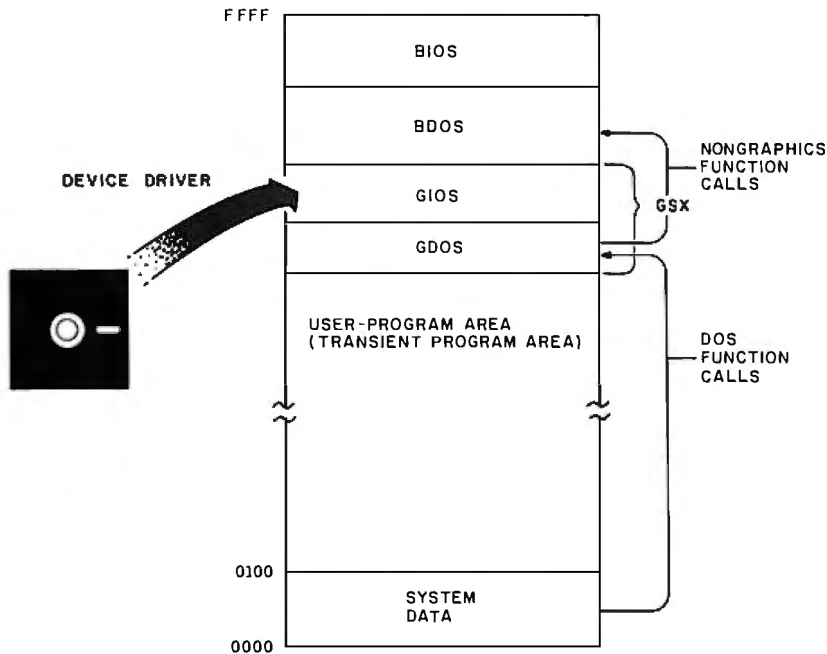 FFFF
BIOS
BDOS
NONGRAPHICS
FUNCTION
CALLS
DEVICE DRIVER
GIOS
GSX
GDOS
USER-PROGRAM AREA
(TRANSIENT PROGRAM AREA)
DOS
FUNCTION
CALLS
0100
SYSTEM
DATA
0000